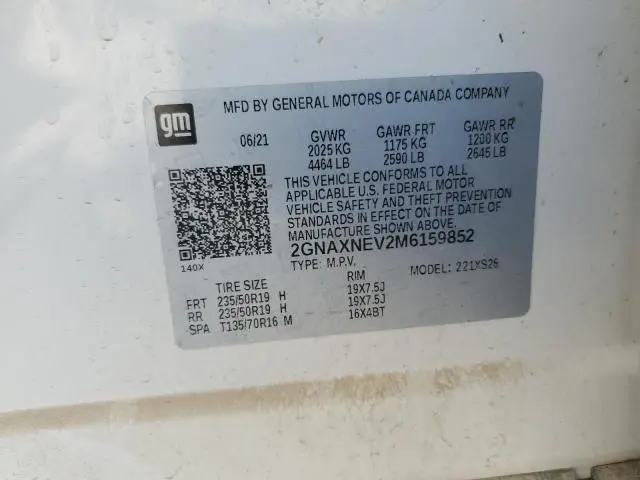 gm
MFD BY GENERAL MOTORS OF CANADA COMPANY
06/21 GVWR GAWR FRT GAWR RR
2025 KG 1175 KG 1200 KG
4464 LB 2590 LB 2645 LB
THIS VEHICLE CONFORMS TO ALL
APPLICABLE U.S. FEDERAL MOTOR
VEHICLE SAFETY AND THEFT PREVENTION
STANDARDS IN EFFECT ON THE DATE OF
MANUFACTURE SHOWN ABOVE.
2GNAXNEV2M6159852
140X TYPE: M.P.V. MODEL: 221XS26
TIRE SIZE RIM
FRT 235/50R19 H 19X7.5J
RR 235/50R19 H 19X7.5J
SPA T135/70R16 M 16X4BT